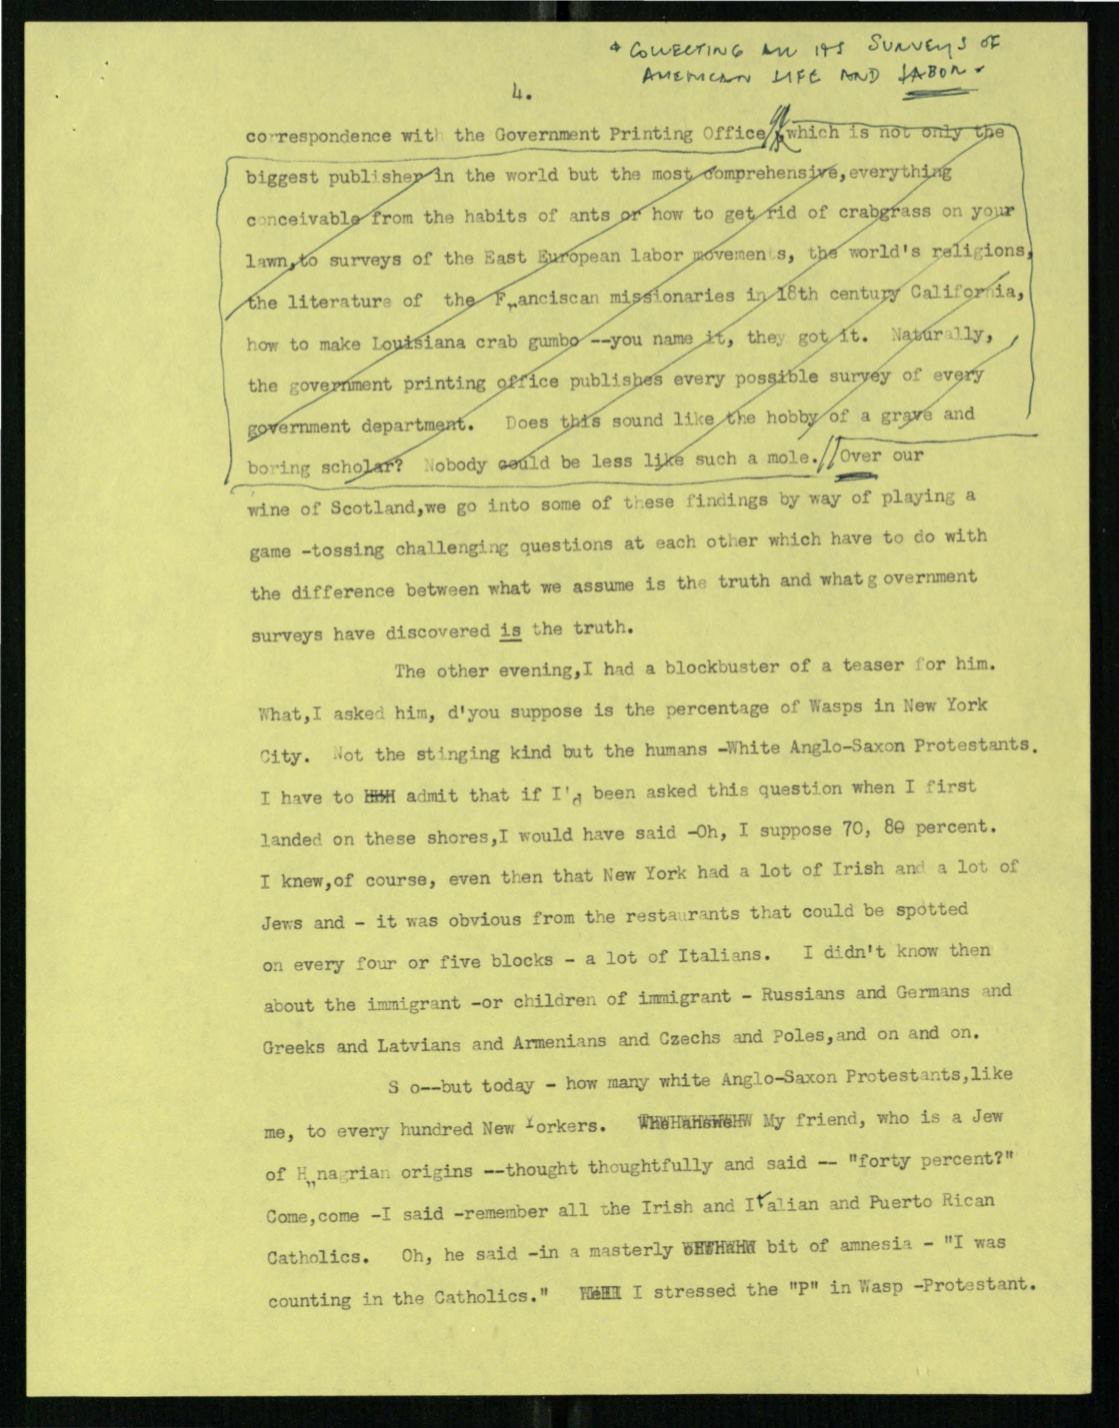 * COLLECTING ALL ITS SURVEYS OF
AMERICAN LIFE AND LABOR.
4.
correspondence with the Government Printing Office, which is not only the
biggest publisher in the world but the most comprehensive,everything
conceivable from the habits of ants or how to get rid of crabgrass on your
lawn,to surveys of the East European labor movements, the world's religions,
the literature of the F„anciscan missionaries in 18th century California,
how to make Louisiana crab gumbo --you name it, they got it. Naturally,
the government printing office publishes every possible survey of every
government department. Does this sound like the hobby of a grave and
boring scholar? Nobody could be less like such a mole.//Over our
wine of Scotland,we go into some of these findings by way of playing a
game -tossing challenging questions at each other which have to do with
the difference between what we assume is the truth and whatg overnment
surveys have discovered is the truth.
The other evening,I had a blockbuster of a teaser for him.
What,I asked him, d'you suppose is the percentage of Wasps in New York
City. Not the stinging kind but the humans -White Anglo-Saxon Protestants.
I have to admit that if I'd been asked this question when I first
landed on these shores,I would have said -Oh, I suppose 70, 80 percent.
I knew,of course, even then that New York had a lot of Irish and a lot of
Jews and - it was obvious from the restaurants that could be spotted
on every four or five blocks - a lot of Italians. I didn't know then
about the immigrant -or children of immigrant - Russians and Germans and
Greeks and Latvians and Armenians and Czechs and Poles,and on and on.
S o--but today - how many white Anglo-Saxon Protestants,like
me, to every hundred New Yorkers. My friend, who is a Jew
of H„nagrian origins --thought thoughtfully and said -- "forty percent?"
Come,come -I said -remember all the Irish and Italian and Puerto Rican
Catholics. Oh, he said -in a masterly bit of amnesia - "I was
counting in the Catholics." I stressed the "P" in Wasp -Protestant.